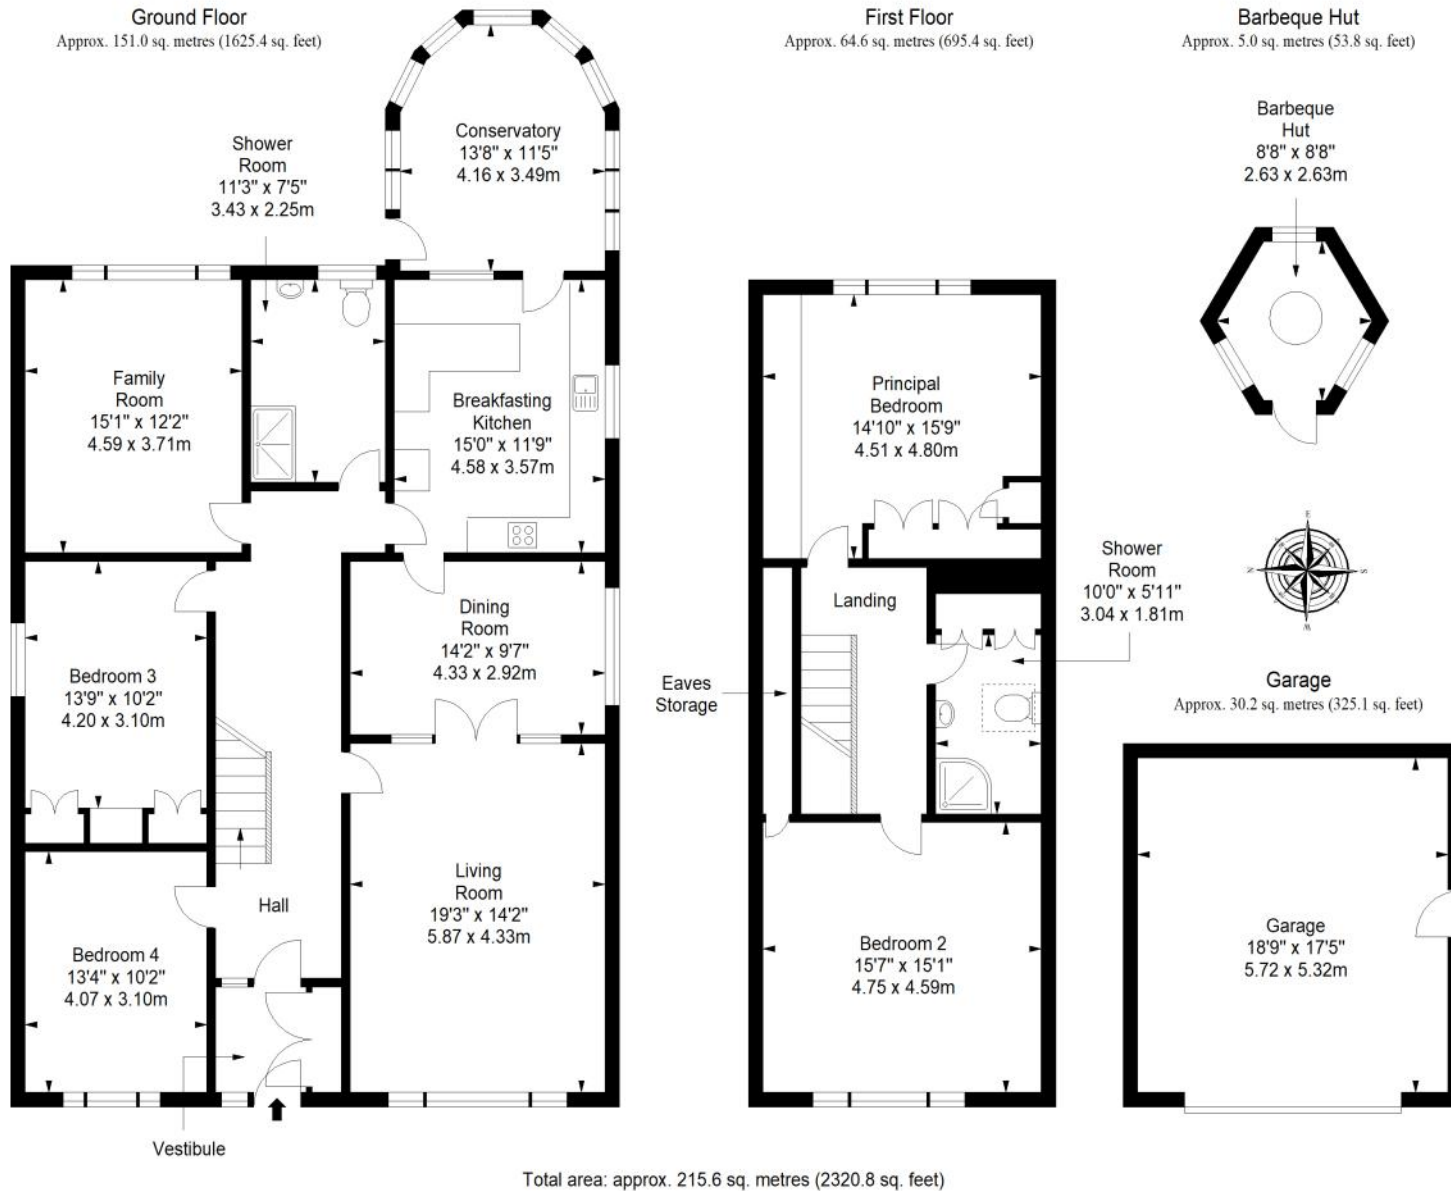 Ground Floor
Approx. 151.0 sq. metres (1625.4 sq. feet)
First Floor
Approx. 64.6 sq. metres (695.4 sq. feet)
Barbeque Hut
Approx. 5.0 sq. metres (53.8 sq. feet)
Conservatory
13'8" x 11'5"
4.16 x 3.49m
Shower
Room
11'3" x 7'5"
3.43 x 2.25m
Family
Room
15'1" x 12'2"
4.59 x 3.71m
Breakfasting
Kitchen
15'0" x 11'9"
4.58 x 3.57m
Dining
Room
14'2" x 9'7"
4.33 x 2.92m
Bedroom 3
13'9" x 10'2"
4.20 x 3.10m
Living
Room
19'3" x 14'2"
5.87 x 4.33m
Hall
Bedroom 4
13'4" x 10'2"
4.07 x 3.10m
Vestibule
Principal
Bedroom
14'10" x 15'9"
4.51 x 4.80m
Landing
Eaves
Storage
Shower
Room
10'0" x 5'11"
3.04 x 1.81m
Bedroom 2
15'7" x 15'1"
4.75 x 4.59m
Barbeque
Hut
8'8" x 8'8"
2.63 x 2.63m
E
N
S
W
Garage
Approx. 30.2 sq. metres (325.1 sq. feet)
Garage
18'9" x 17'5"
5.72 x 5.32m
Total area: approx. 215.6 sq. metres (2320.8 sq. feet)